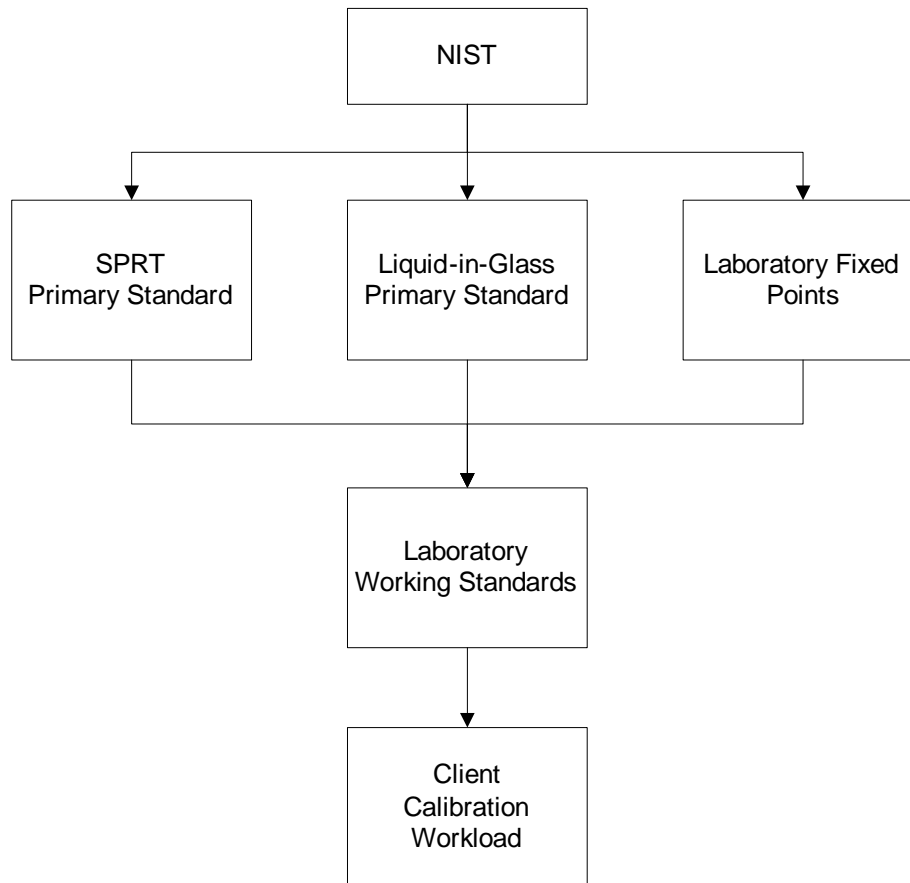 NIST
SPRT
Primary Standard
Liquid-in-Glass
Primary Standard
Laboratory Fixed
Points
Laboratory
Working Standards
Client
Calibration
Workload